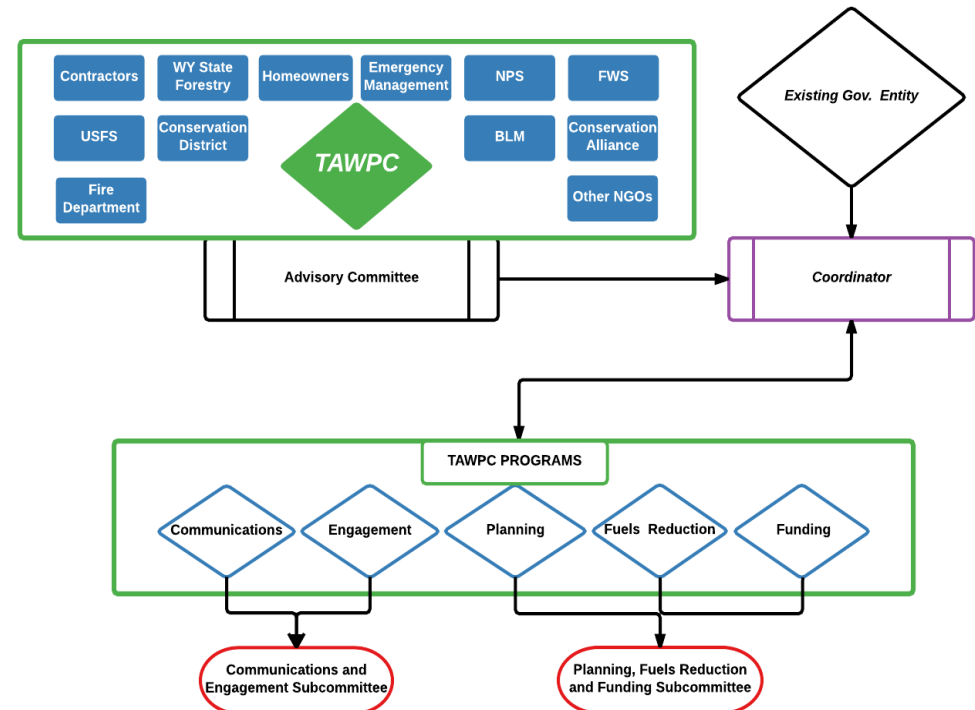 Contractors
WY State
Forestry
Homeowners
Emergency
Management
NPS
FWS
USFS
Conservation
District
TAWPC
BLM
Conservation
Alliance
Fire
Department
Other NGOs
Existing Gov. Entity
Advisory Committee
Coordinator
TAWPC PROGRAMS
Communications
Engagement
Planning
Fuels Reduction
Funding
Communications and
Engagement Subcommittee
Planning, Fuels Reduction
and Funding Subcommittee